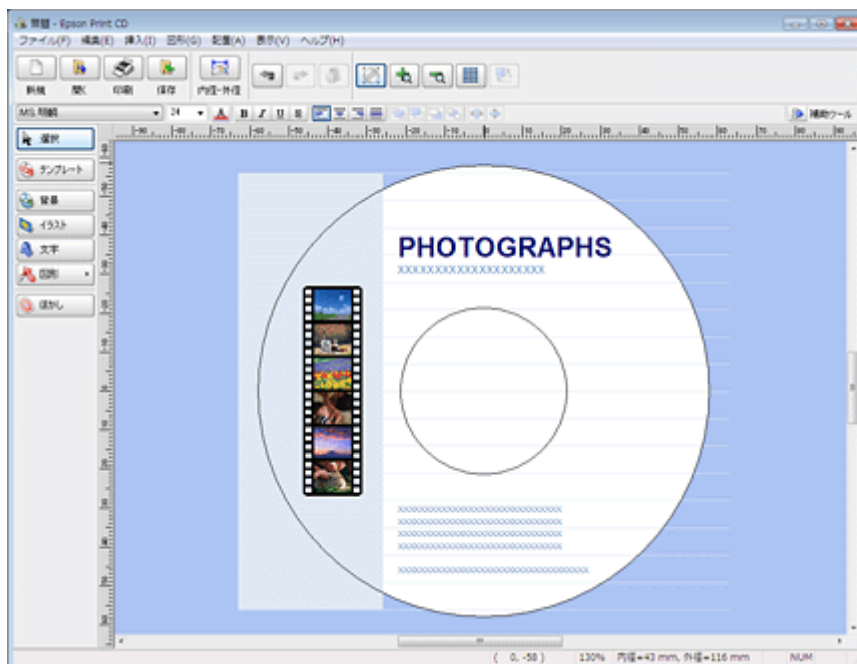 無題 - Epson Print CD
ファイル(F) 編集(E) 挿入(I) 図形(G) 配置(A) 表示(V) ヘルプ(H)
新規 開く 印刷 保存 内径・外径
MS 明朝 24 A B I U S 補助ツール
選択
テンプレート
背景
イラスト
文字
図形
ぼかし
PHOTOGRAPHS
XXXXXXXXXXXXXXXXXXXXX
XXXXXXXXXXXXXXXXXXXXXXXXXXXXXX
XXXXXXXXXXXXXXXXXXXXXXXXXXXXXX
XXXXXXXXXXXXXXXXXXXXXXXXXXXXXX
XXXXXXXXXXXXXXXXXXXXXXXXXXXXXX
XXXXXXXXXXXXXXXXXXXXXXXXXXXXXXXXXXX
( 0, -58 ) 130% 内径=43 mm, 外径=116 mm NUM